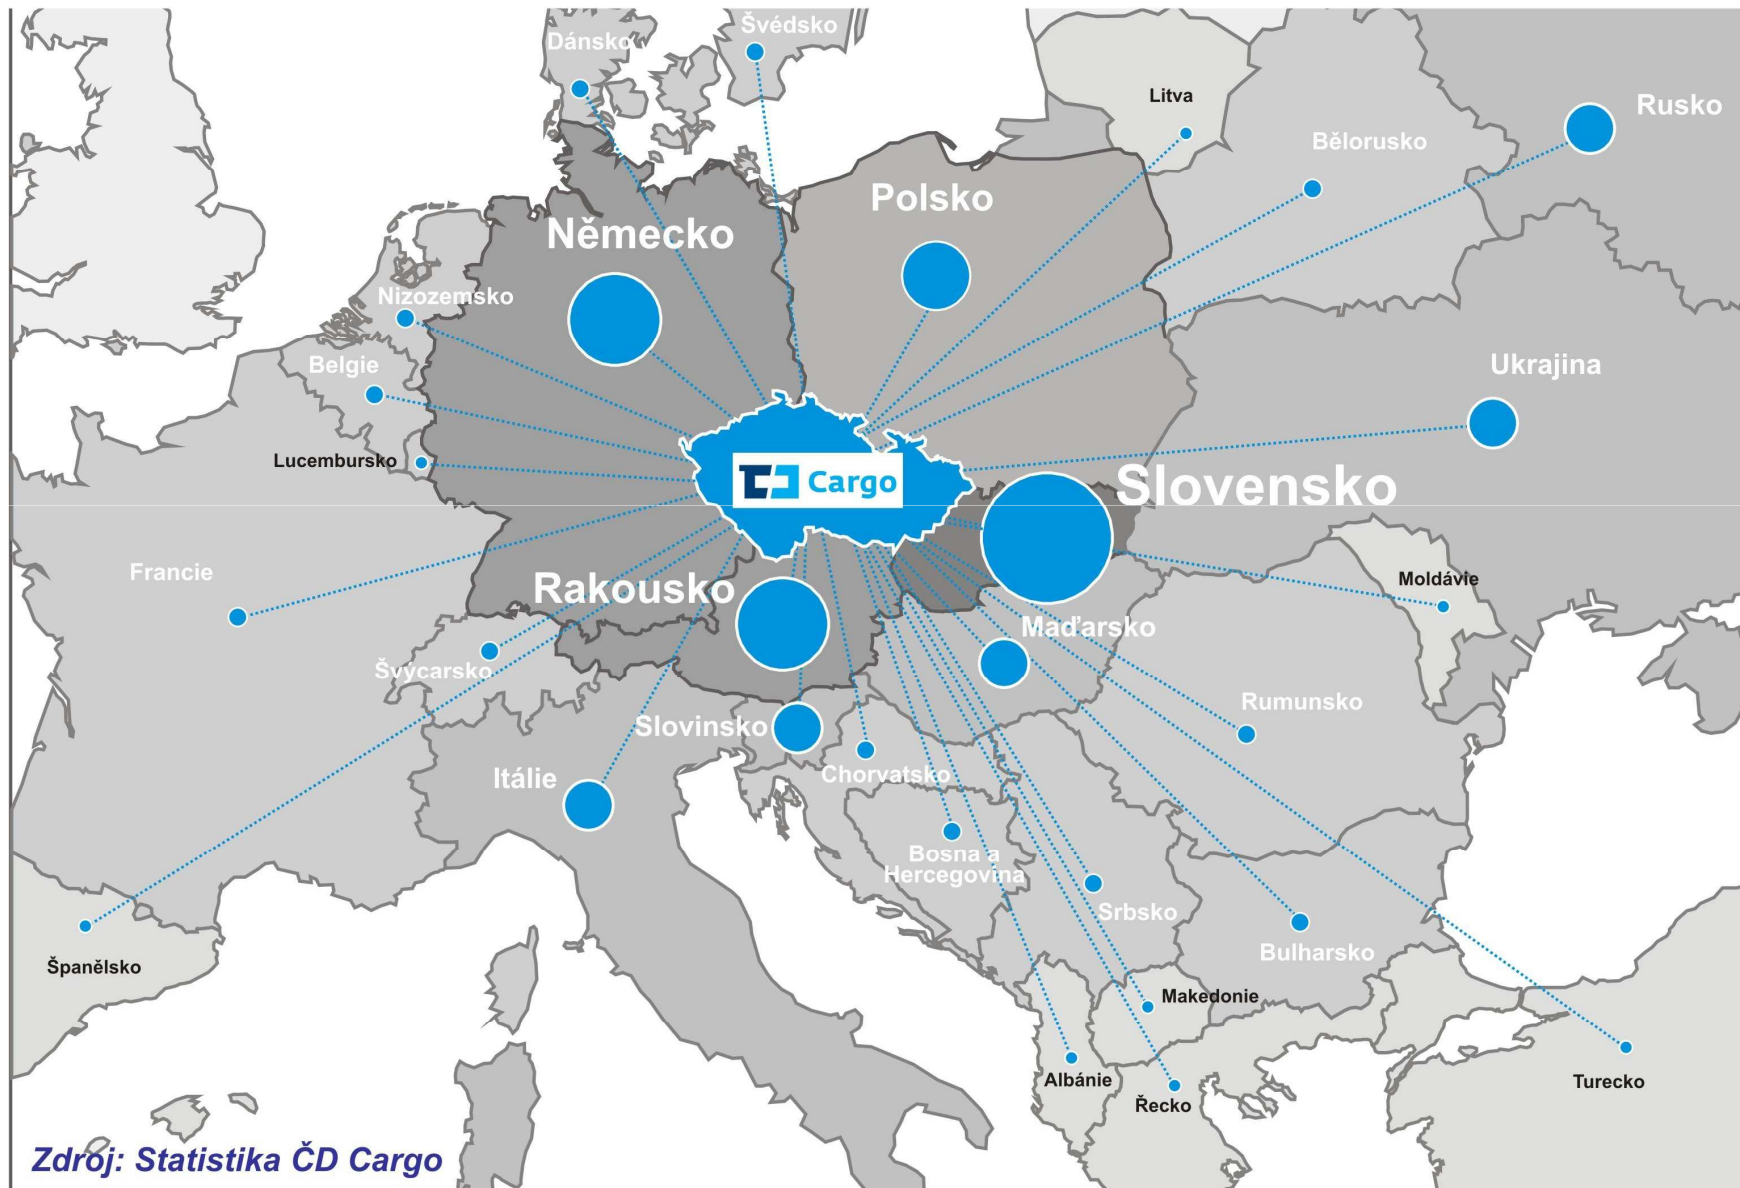 Švédsko
Dánsko
Litva
Rusko
Bělorusko
Polsko
Německo
Nizozemsko
Belgie
Ukrajina
Lucembursko
Cargo
Slovensko
Francie
Moldávie
Rakousko
Maďarsko
Švýcarsko
Rumunsko
Slovinsko
Chorvatsko
Itálie
Bosna a
Hercegovina
Srbsko
Bulharsko
Španělsko
Makedonie
Albánie
Turecko
Řecko
Zdroj: Statistika ČD Cargo